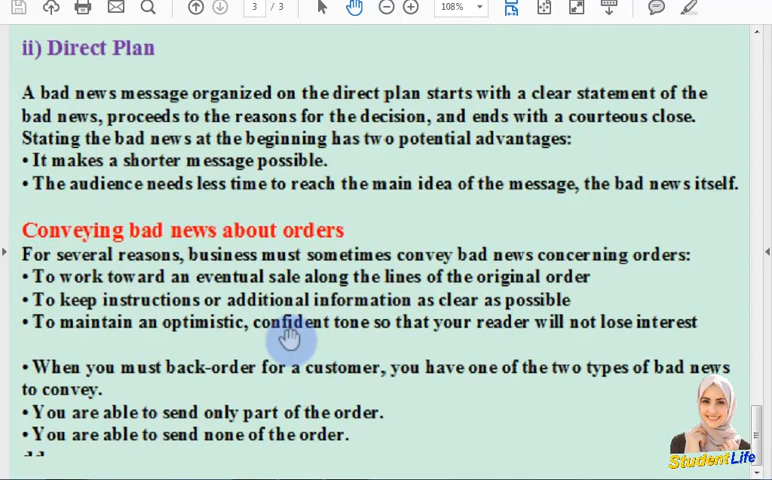 3 / 3
108%
ii) Direct Plan
A bad news message organized on the direct plan starts with a clear statement of the
bad news, proceeds to the reasons for the decision, and ends with a courteous close.
Stating the bad news at the beginning has two potential advantages:
• It makes a shorter message possible.
• The audience needs less time to reach the main idea of the message, the bad news itself.
Conveying bad news about orders
For several reasons, business must sometimes convey bad news concerning orders:
• To work toward an eventual sale along the lines of the original order
• To keep instructions or additional information as clear as possible
• To maintain an optimistic, confident tone so that your reader will not lose interest
• When you must back-order for a customer, you have one of the two types of bad news
to convey.
• You are able to send only part of the order.
• You are able to send none of the order.
StudentLife